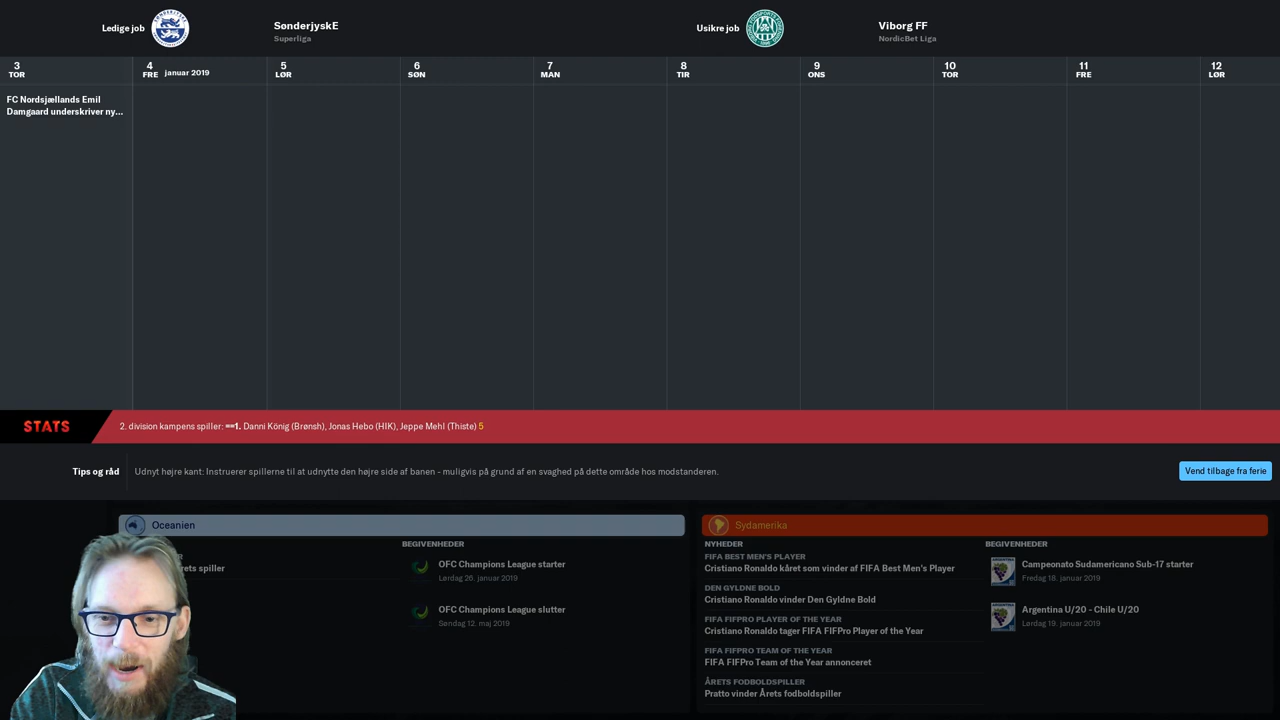 Ledige job
SønderjyskE
Superliga
Usikre job
Viborg FF
NordicBet Liga
3
TOR
4
FRE januar 2019
5
LØR
6
SØN
7
MAN
8
TIR
9
ONS
10
TOR
11
FRE
12
LØR
FC Nordsjællands Emil
Damgaard underskriver ny...
STATS
2. division kampens spiller: ==1. Danni König (Brønsh), Jonas Hebo (HIK), Jeppe Mehl (Thiste) 5
Tips og råd
Udnyt højre kant: Instruerer spillerne til at udnytte den højre side af banen - muligvis på grund af en svaghed på dette område hos modstanderen.
Vend tilbage fra ferie
Oceanien
BEGIVENHEDER
spiller
OFC Champions League starter
Lørdag 26. januar 2019
OFC Champions League slutter
Søndag 12. maj 2019
Sydamerika
NYHEDER
FIFA BEST MEN'S PLAYER
Cristiano Ronaldo kåret som vinder af FIFA Best Men's Player
DEN GYLDNE BOLD
Cristiano Ronaldo vinder Den Gyldne Bold
FIFA FIFPRO PLAYER OF THE YEAR
Cristiano Ronaldo tager FIFA FIFPro Player of the Year
FIFA FIFPRO TEAM OF THE YEAR
FIFA FIFPro Team of the Year annonceret
ÅRETS FODBOLDSPILLER
Pratto vinder Årets fodboldspiller
BEGIVENHEDER
Campeonato Sudamericano Sub-17 starter
Fredag 18. januar 2019
Argentina U/20 - Chile U/20
Lørdag 19. januar 2019